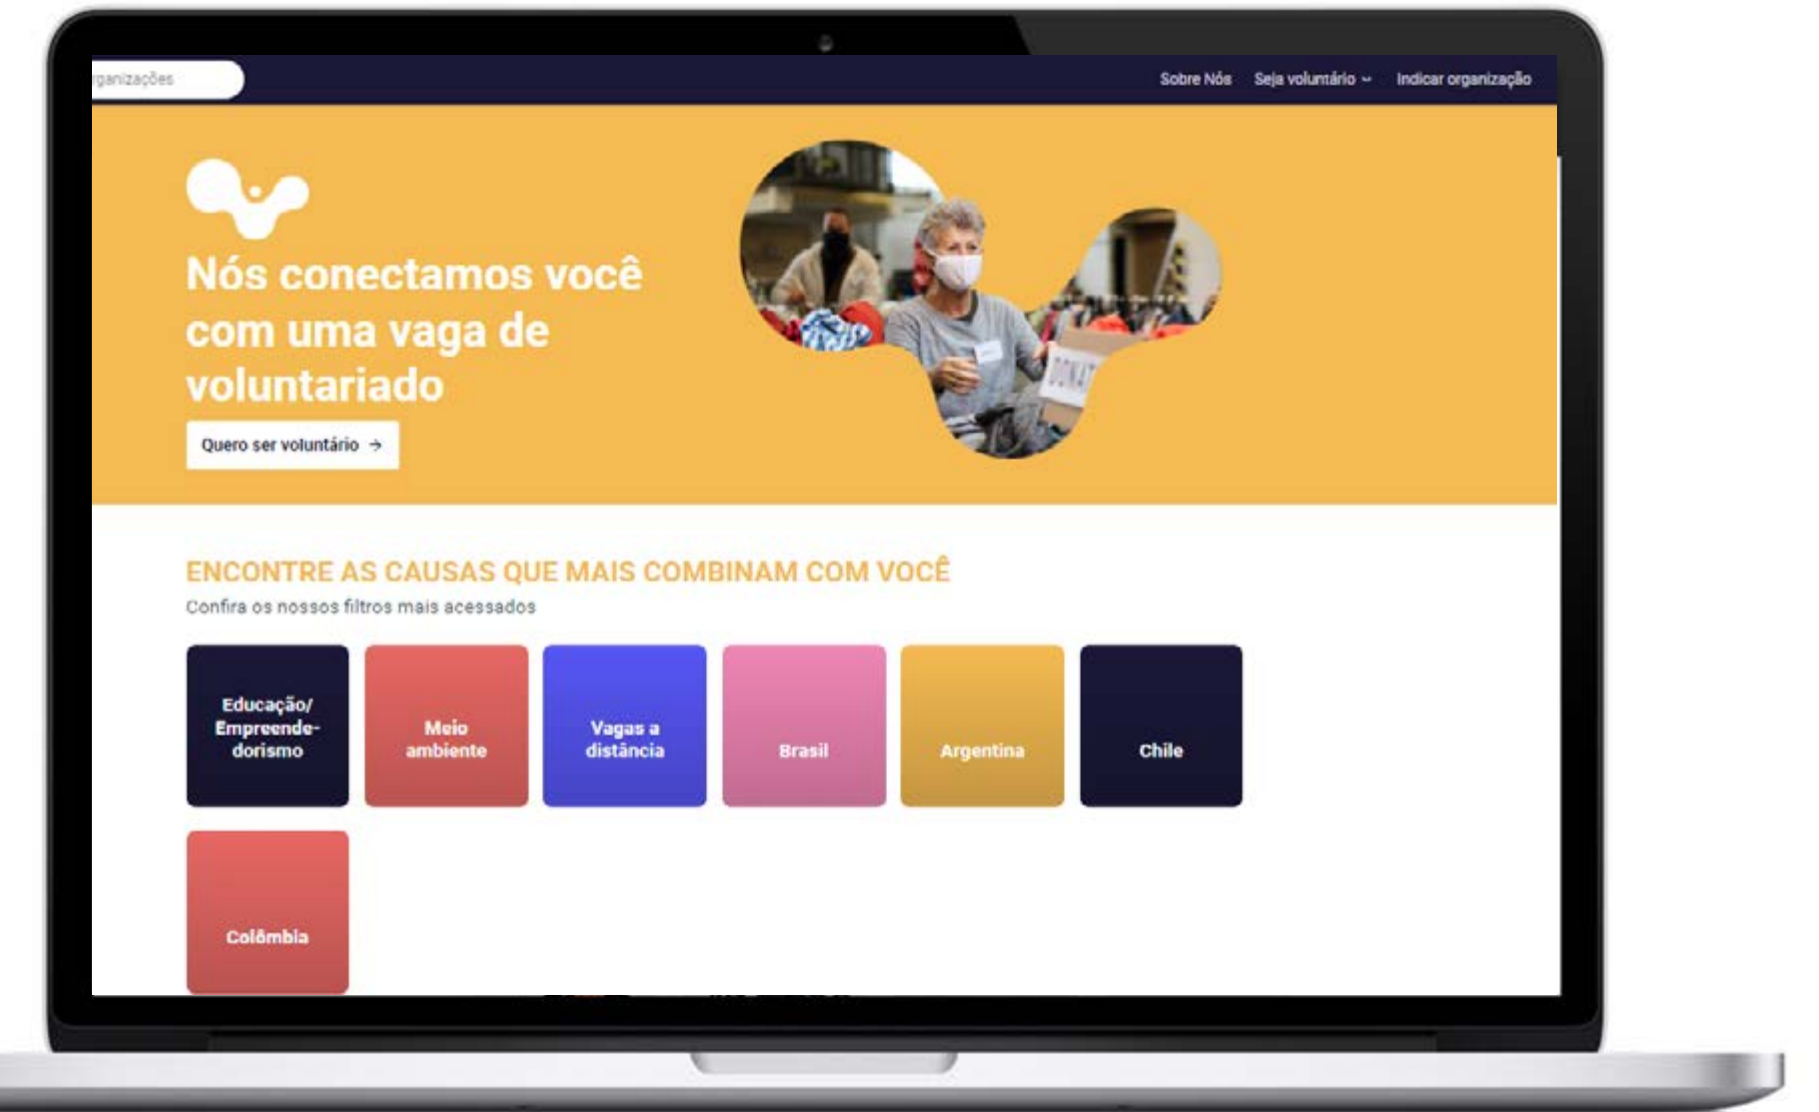 rganizações
Sobre Nós Seja voluntário Indicar organização
Nós conectamos você
com uma vaga de
voluntariado
Quero ser voluntário →
ENCONTRE AS CAUSAS QUE MAIS COMBINAM COM VOCÊ
Confira os nossos filtros mais acessados
Educação/
Empreende-
dorismo
Meio
ambiente
Vagas a
distância
Brasil
Argentina
Chile
Colômbia